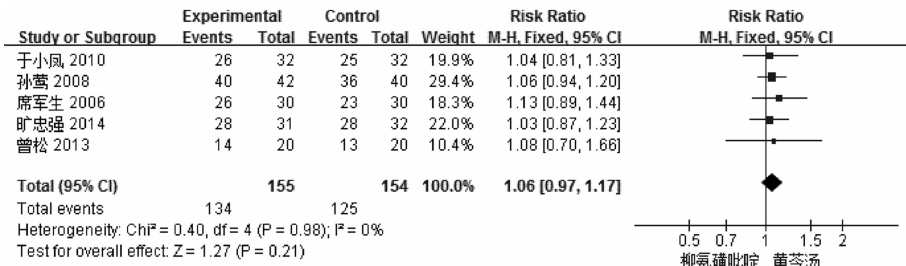 Experimental Control Risk Ratio Risk Ratio
Study or Subgroup Events Total Events Total Weight M-H, Fixed, 95% CI M-H, Fixed, 95% CI
于小凤 2010 26 32 25 32 19.9% 1.04 [0.81, 1.33]
孙莺 2008 40 42 36 40 29.4% 1.06 [0.94, 1.20]
席军生 2006 26 30 23 30 18.3% 1.13 [0.89, 1.44]
旷忠强 2014 28 31 28 32 22.0% 1.03 [0.87, 1.23]
曾松 2013 14 20 13 20 10.4% 1.08 [0.70, 1.66]
Total (95% CI) 155 154 100.0% 1.06 [0.97, 1.17]
Total events 134 125
Heterogeneity: Chi² = 0.40, df = 4 (P = 0.98); I² = 0%
Test for overall effect: Z = 1.27 (P = 0.21)
0.5 0.7 1 1.5 2
柳氨磺吡啶 黄芩汤